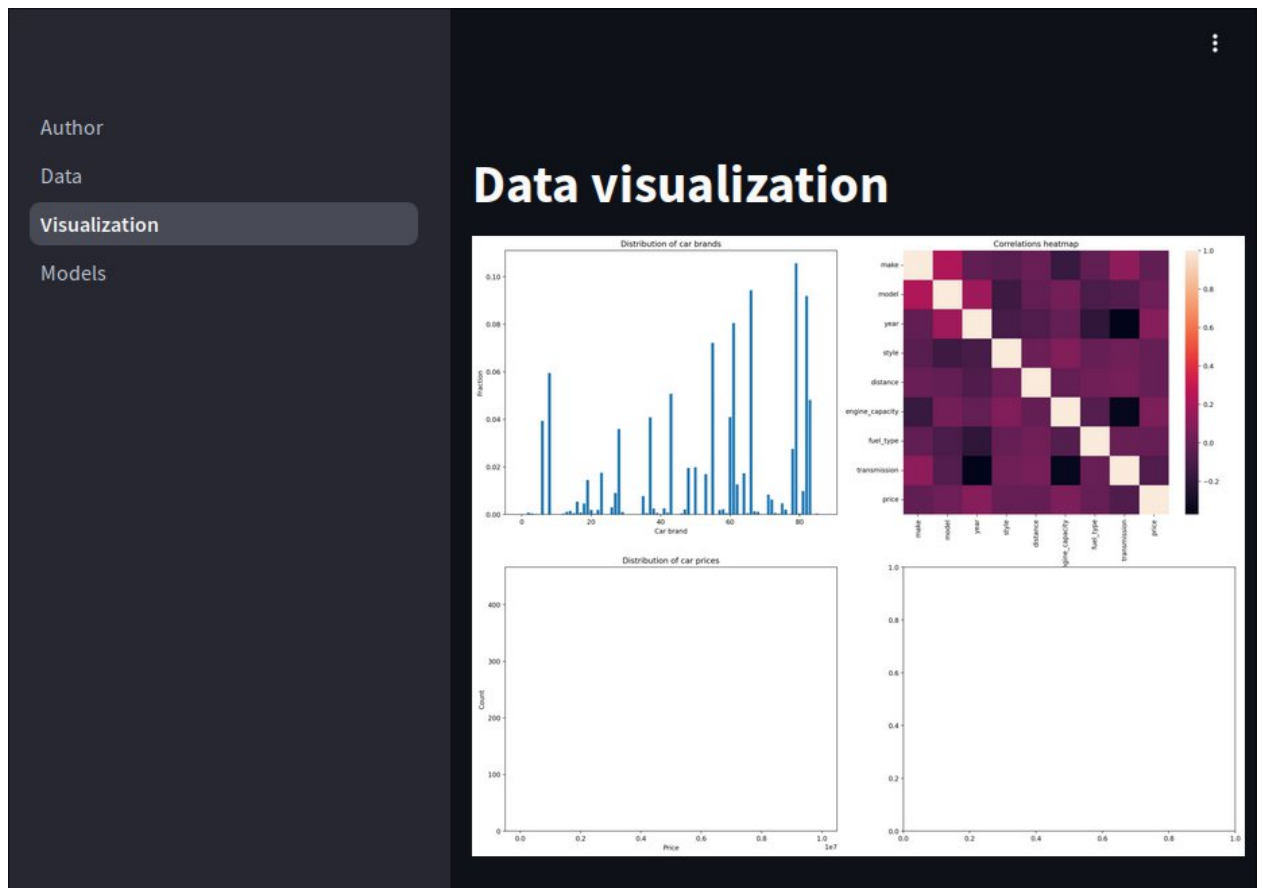 Author
Data
Visualization
Models
Data visualization
Distribution of car brands
0.10
0.08
0.06
0.04
0.02
0.00
Fraction
0 20 40 60 80
Car brand
Correlations heatmap
make
model
year
style
distance
engine_capacity
fuel_type
transmission
price
make model year style distance gine_capacity fuel_type transmission price
1.0
0.8
0.6
0.4
0.2
0.0
−0.2
Distribution of car prices
400
300
200
100
0
Count
0.0 0.2 0.4 0.6 0.8 1.0
1e7
Price
1.0
0.8
0.6
0.4
0.2
0.0
0.0 0.2 0.4 0.6 0.8 1.0